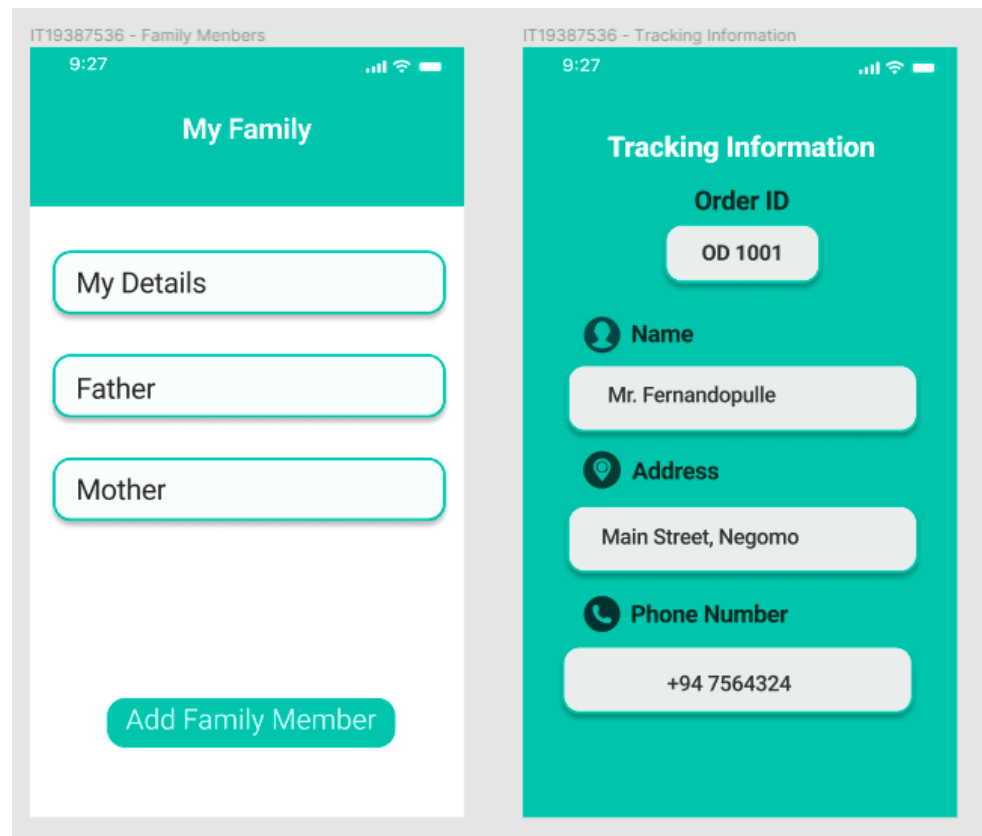 IT19387536 - Family Menbers
9:27
My Family
My Details
Father
Mother
Add Family Member
IT19387536 - Tracking Information
9:27
Tracking Information
Order ID
OD 1001
Name
Mr. Fernandopulle
Address
Main Street, Negomo
Phone Number
+94 7564324